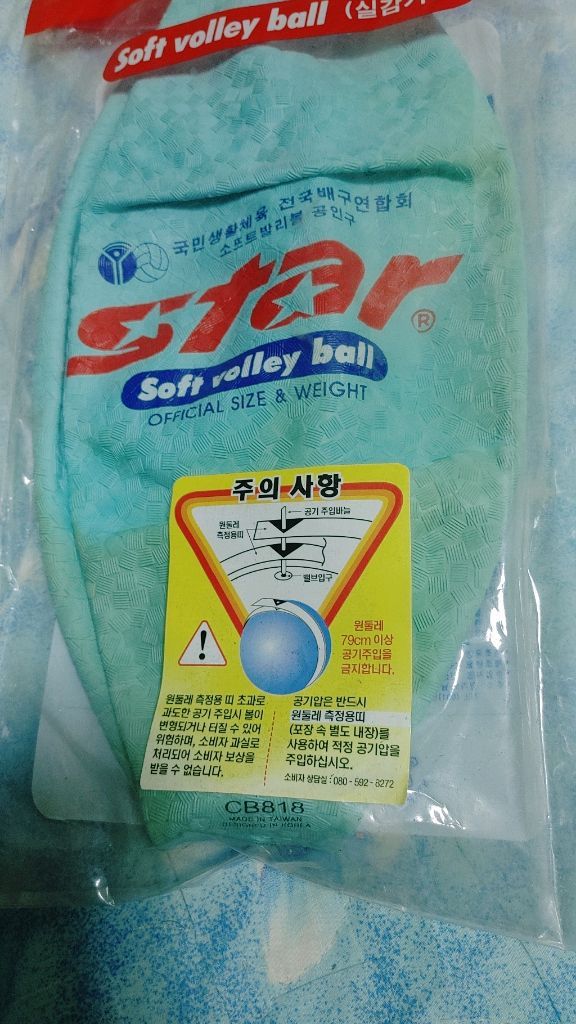 Soft volley ball (실감기
국민생활체육 전국배구연합회
소프트발리볼 공인구
star®
Soft volley ball
OFFICIAL SIZE & WEIGHT
주의 사항
공기 주입바늘
원둘레
측정용띠
밸브입구
원둘레
79cm 이상
공기주입을
금지합니다.
원둘레 측정용 띠 초과로
과도한 공기 주입시 볼이
변형되거나 터질 수 있어
위험하며, 소비자 과실로
처리되어 소비자 보상을
받을 수 없습니다.
공기압은 반드시
원둘레 측정용띠
(포장 속 별도 내장)를
사용하여 적정 공기압을
주입하십시오.
소비자 상담실 : 080-592-8272
CB818
MADE IN TAIWAN
DESIGNED IN KOREA